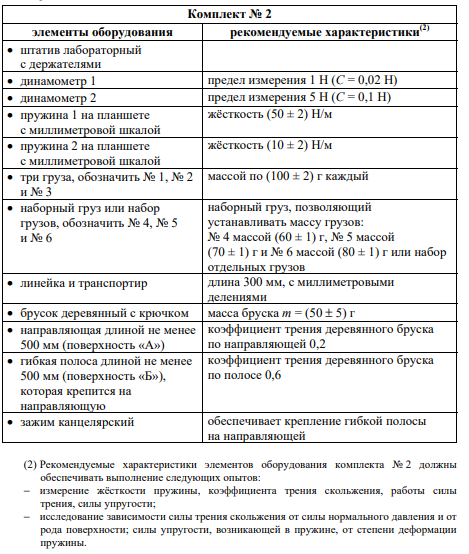 Комплект № 2
элементы оборудования
рекомендуемые характеристики(2)
• штатив лабораторный
с держателями
• динамометр 1
предел измерения 1 Н (C = 0,02 Н)
• динамометр 2
предел измерения 5 Н (C = 0,1 Н)
• пружина 1 на планшете
с миллиметровой шкалой
жёсткость (50 ± 2) Н/м
• пружина 2 на планшете
с миллиметровой шкалой
жёсткость (10 ± 2) Н/м
• три груза, обозначить № 1, № 2
и № 3
массой по (100 ± 2) г каждый
• наборный груз или набор
грузов, обозначить № 4, № 5
и № 6
наборный груз, позволяющий
устанавливать массу грузов:
№ 4 массой (60 ± 1) г, № 5 массой
(70 ± 1) г и № 6 массой (80 ± 1) г или набор
отдельных грузов
• линейка и транспортир
длина 300 мм, с миллиметровыми
делениями
• брусок деревянный с крючком
масса бруска m = (50 ± 5) г
• направляющая длиной не менее
500 мм (поверхность «А»)
коэффициент трения деревянного бруска
по направляющей 0,2
• гибкая полоса длиной не менее
500 мм (поверхность «Б»),
которая крепится на
направляющую
коэффициент трения деревянного бруска
по полосе 0,6
• зажим канцелярский
обеспечивает крепление гибкой полосы
на направляющей
(2) Рекомендуемые характеристики элементов оборудования комплекта № 2 должны
обеспечивать выполнение следующих опытов:
– измерение жёсткости пружины, коэффициента трения скольжения, работы силы
трения, силы упругости;
– исследование зависимости силы трения скольжения от силы нормального давления и от
рода поверхности; силы упругости, возникающей в пружине, от степени деформации
пружины.